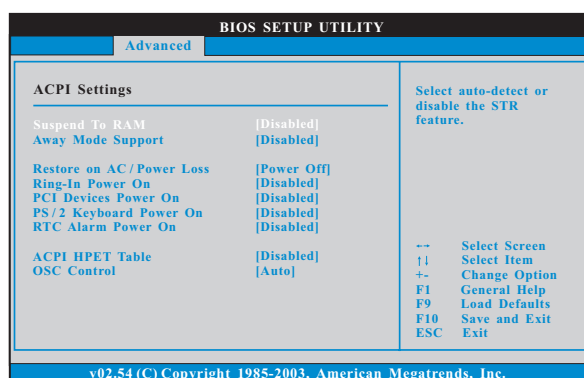 BIOS SETUP UTILITY
Advanced
ACPI Settings
Suspend To RAM [Disabled]
Away Mode Support [Disabled]
Restore on AC / Power Loss [Power Off]
Ring-In Power On [Disabled]
PCI Devices Power On [Disabled]
PS / 2 Keyboard Power On [Disabled]
RTC Alarm Power On [Disabled]
ACPI HPET Table [Disabled]
OSC Control [Auto]
Select auto-detect or
disable the STR
feature.
←→ Select Screen
↑↓ Select Item
+- Change Option
F1 General Help
F9 Load Defaults
F10 Save and Exit
ESC Exit
v02.54 (C) Copyright 1985-2003, American Megatrends, Inc.